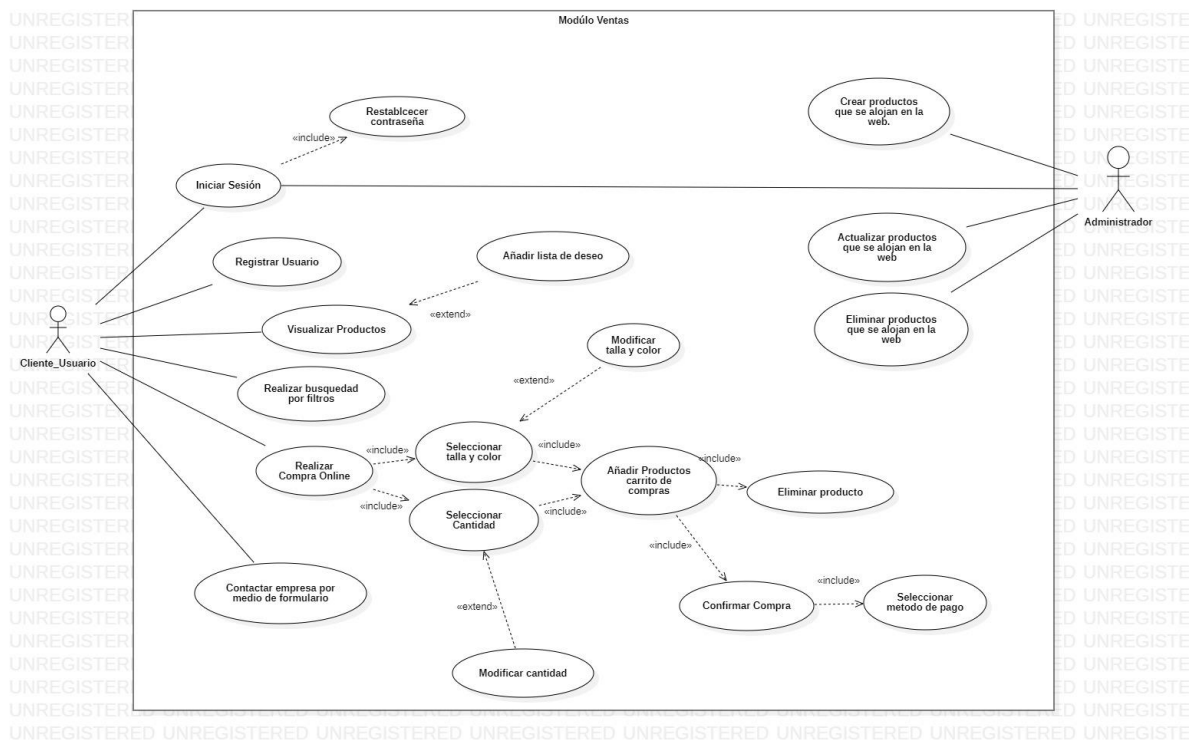 Modúlo Ventas
Restablcecer
contraseña
«include»
Iniciar Sesión
Crear productos
que se alojan en la
web.
Administrador
Registrar Usuario
Añadir lista de deseo
Actualizar productos
que se alojan en la
web
«extend»
Visualizar Productos
Cliente_Usuario
Modificar
talla y color
Eliminar productos
que se alojan en la
web
«extend»
Realizar busquedad
por filtros
Realizar
Compra Online
«include»
«include»
Seleccionar
talla y color
Seleccionar
Cantidad
«include»
«include»
Añadir Productos
carrito de
compras
«include»
Eliminar producto
«include»
Contactar empresa por
medio de formulario
«extend»
Confirmar Compra
«include»
Seleccionar
metodo de pago
Modificar cantidad
UNREGISTERED UNREGISTERED UNREGISTERED UNREGISTERED UNREGISTERED UNREGISTERED UNREGISTERED UNREGISTE